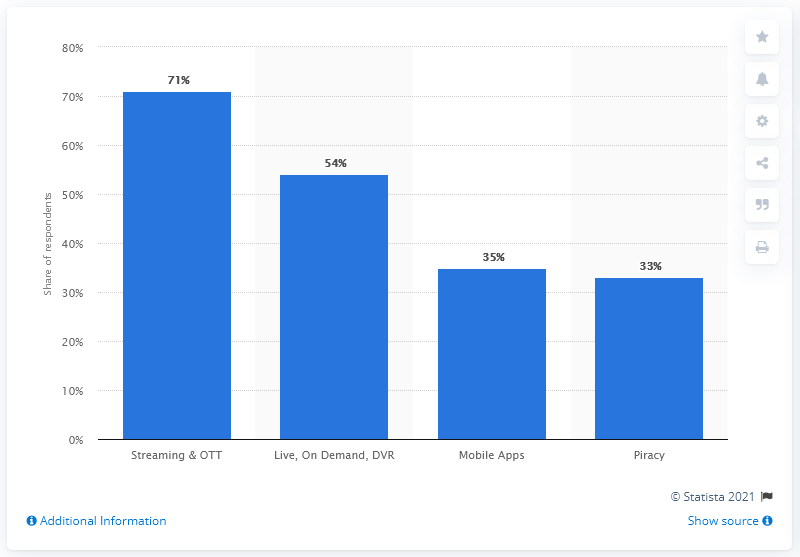 80%
70%
60%
50%
40%
30%
20%
10%
0%
Share of respondents
71%
54%
35%
33%
Streaming & OTT
Live, On Demand, DVR
Mobile Apps
Piracy
© Statista 2021
Additional Information
Show source